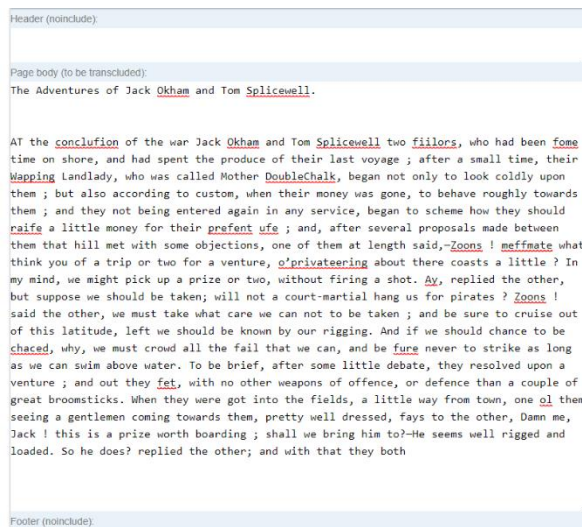 Header (noinclude):
Page body (to be transcluded):
The Adventures of Jack Okham and Tom Splicewell.
AT the conclufion of the war Jack Okham and Tom Splicewell two fiilors, who had been fome
time on shore, and had spent the produce of their last voyage ; after a small time, their
Wapping Landlady, who was called Mother DoubleChalk, began not only to look coldly upon
them ; but also according to custom, when their money was gone, to behave roughly towards
them ; and they not being entered again in any service, began to scheme how they should
raife a little money for their prefent ufe ; and, after several proposals made between
them that hill met with some objections, one of them at length said,—Zoons ! meffmate what
think you of a trip or two for a venture, o'privateering about there coasts a little ? In
my mind, we might pick up a prize or two, without firing a shot. Ay, replied the other,
but suppose we should be taken; will not a court-martial hang us for pirates ? Zoons !
said the other, we must take what care we can not to be taken ; and be sure to cruise out
of this latitude, left we should be known by our rigging. And if we should chance to be
chaced, why, we must crowd all the fail that we can, and be fure never to strike as long
as we can swim above water. To be brief, after some little debate, they resolved upon a
venture ; and out they fet, with no other weapons of offence, or defence than a couple of
great broomsticks. When they were got into the fields, a little way from town, one ol them
seeing a gentlemen coming towards them, pretty well dressed, fays to the other, Damn me,
Jack ! this is a prize worth boarding ; shall we bring him to?—He seems well rigged and
loaded. So he does? replied the other; and with that they both
Footer (noinclude):